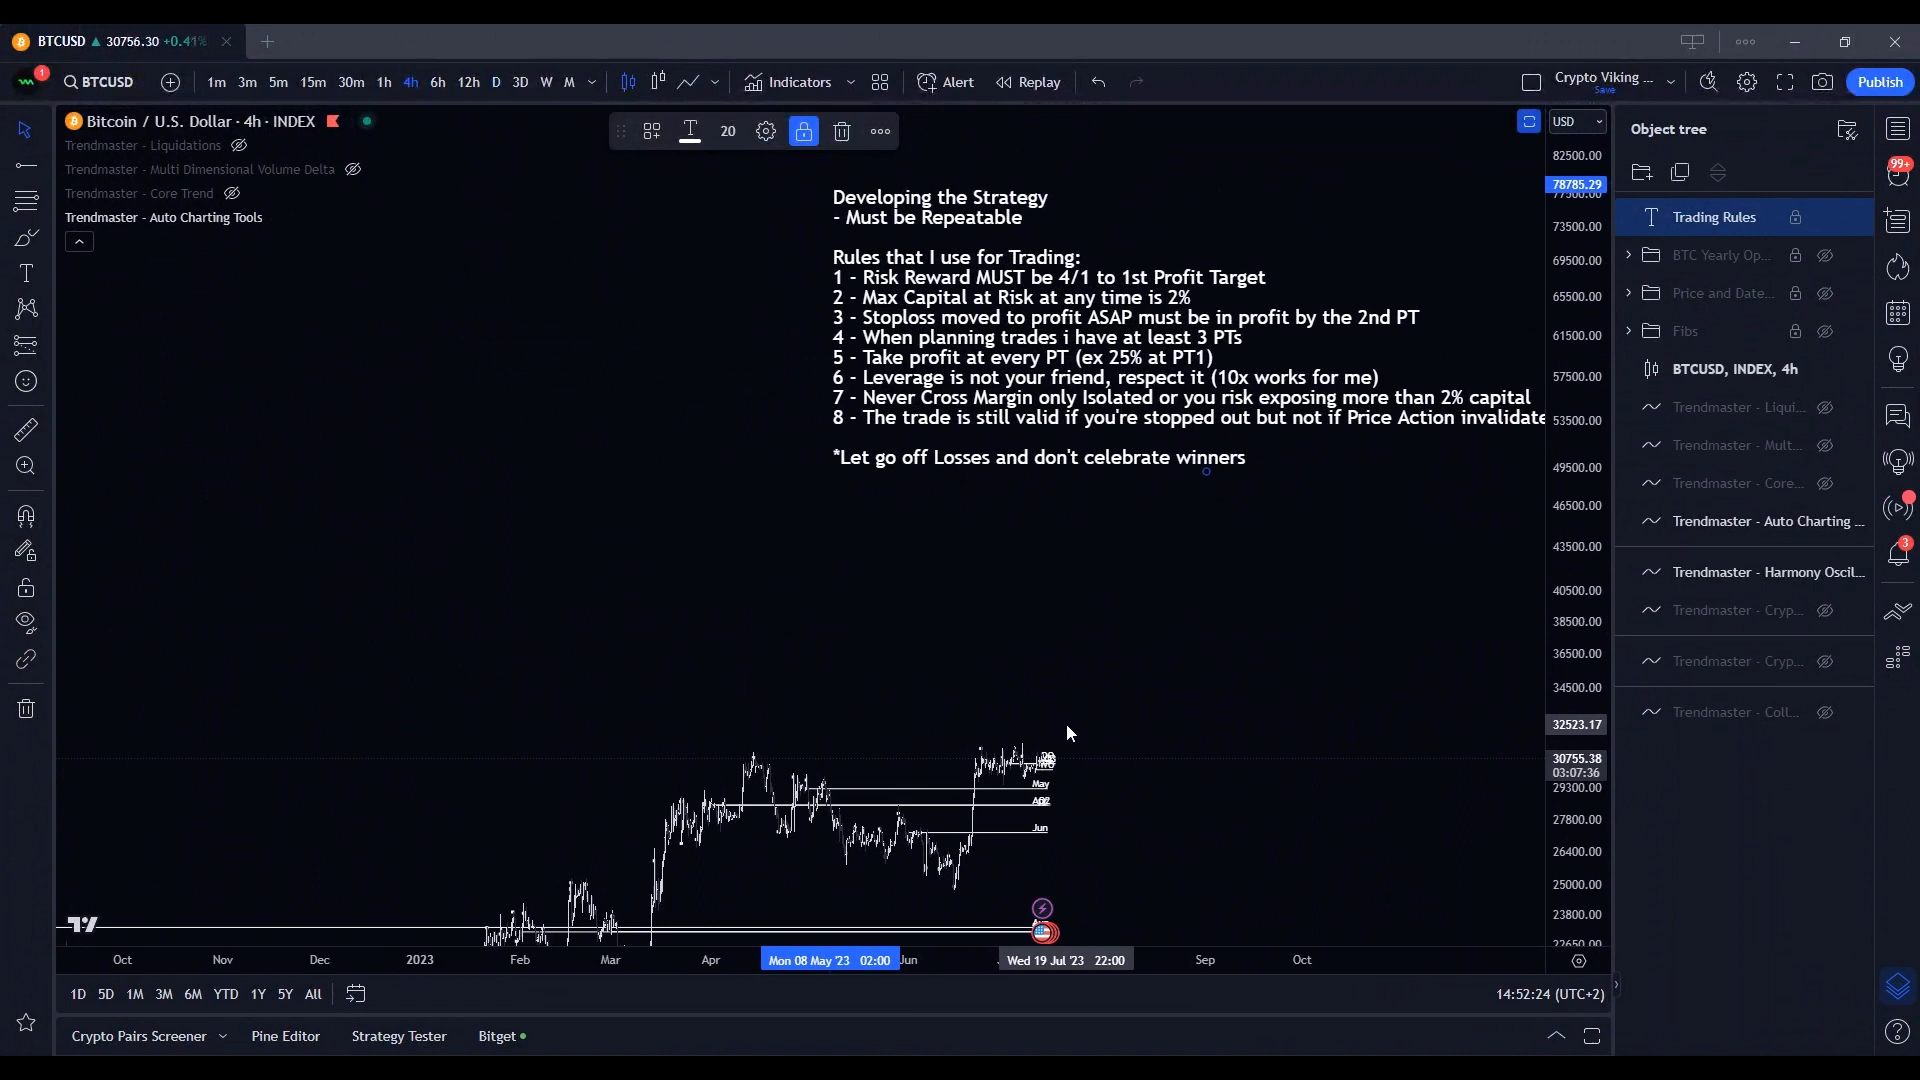 BTCUSD ▲ 30756.30 +0.41%
1
BTCUSD
1m 3m 5m 15m 30m 1h 4h 6h 12h D 3D W M
Indicators
Alert
Replay
Crypto Viking ...
Save
Publish
Bitcoin / U.S. Dollar · 4h · INDEX
Trendmaster - Liquidations
Trendmaster - Multi Dimensional Volume Delta
Trendmaster - Core Trend
Trendmaster - Auto Charting Tools
20
Developing the Strategy
- Must be Repeatable
Rules that I use for Trading:
1 - Risk Reward MUST be 4/1 to 1st Profit Target
2 - Max Capital at Risk at any time is 2%
3 - Stoploss moved to profit ASAP must be in profit by the 2nd PT
4 - When planning trades i have at least 3 PTs
5 - Take profit at every PT (ex 25% at PT1)
6 - Leverage is not your friend, respect it (10x works for me)
7 - Never Cross Margin only Isolated or you risk exposing more than 2% capital
8 - The trade is still valid if you're stopped out but not if Price Action invalidate
*Let go off Losses and don't celebrate winners
May
Jun
USD
82500.00
78785.29
77500.00
73500.00
69500.00
65500.00
61500.00
57500.00
53500.00
49500.00
46500.00
43500.00
40500.00
38500.00
36500.00
34500.00
32523.17
30755.38
03:07:36
29300.00
27800.00
26400.00
25000.00
23800.00
22650.00
Oct Nov Dec 2023 Feb Mar Apr Mon 08 May '23 02:00 Jun Wed 19 Jul '23 22:00 Sep Oct
1D 5D 1M 3M 6M YTD 1Y 5Y All
14:52:24 (UTC+2)
Crypto Pairs Screener
Pine Editor
Strategy Tester
Bitget
Object tree
Trading Rules
BTC Yearly Op...
Price and Date...
Fibs
BTCUSD, INDEX, 4h
Trendmaster - Liqui...
Trendmaster - Mult...
Trendmaster - Core...
Trendmaster - Auto Charting ...
Trendmaster - Harmony Oscil...
Trendmaster - Cryp...
Trendmaster - Cryp...
Trendmaster - Coll...
99+
3